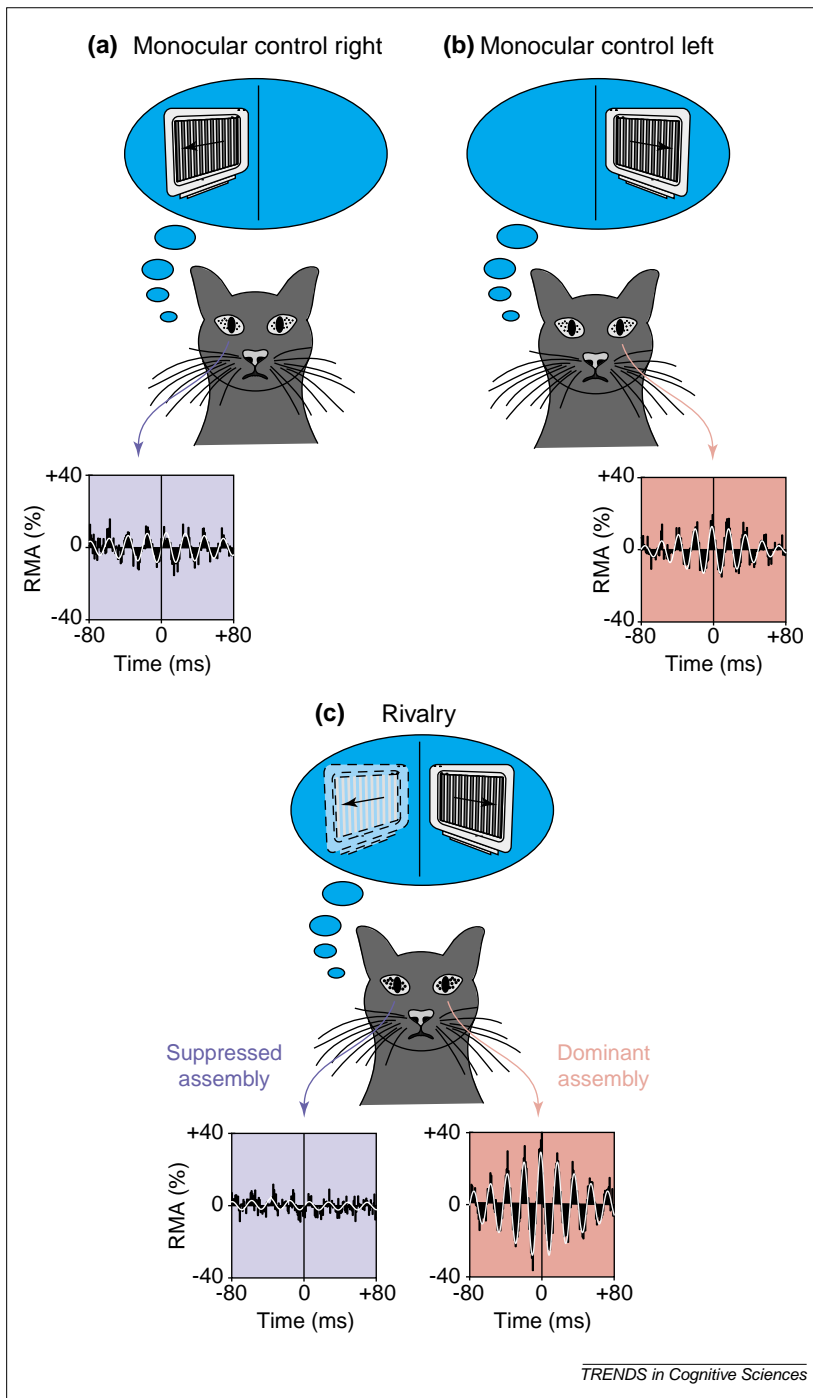 (a) Monocular control right
(b) Monocular control left
+40
0
-40
RMA (%)
-80 0 +80
Time (ms)
+40
0
-40
RMA (%)
-80 0 +80
Time (ms)
(c) Rivalry
Suppressed
assembly
Dominant
assembly
+40
0
-40
RMA (%)
-80 0 +80
Time (ms)
+40
0
-40
-80 0 +80
Time (ms)
TRENDS in Cognitive Sciences